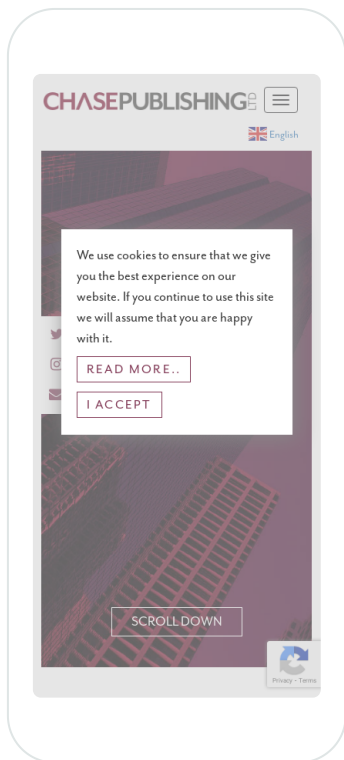 CHASEPUBLISHING LTD
English
We use cookies to ensure that we give
you the best experience on our
website. If you continue to use this site
we will assume that you are happy
with it.
READ MORE..
I ACCEPT
SCROLL DOWN
Privacy - Terms